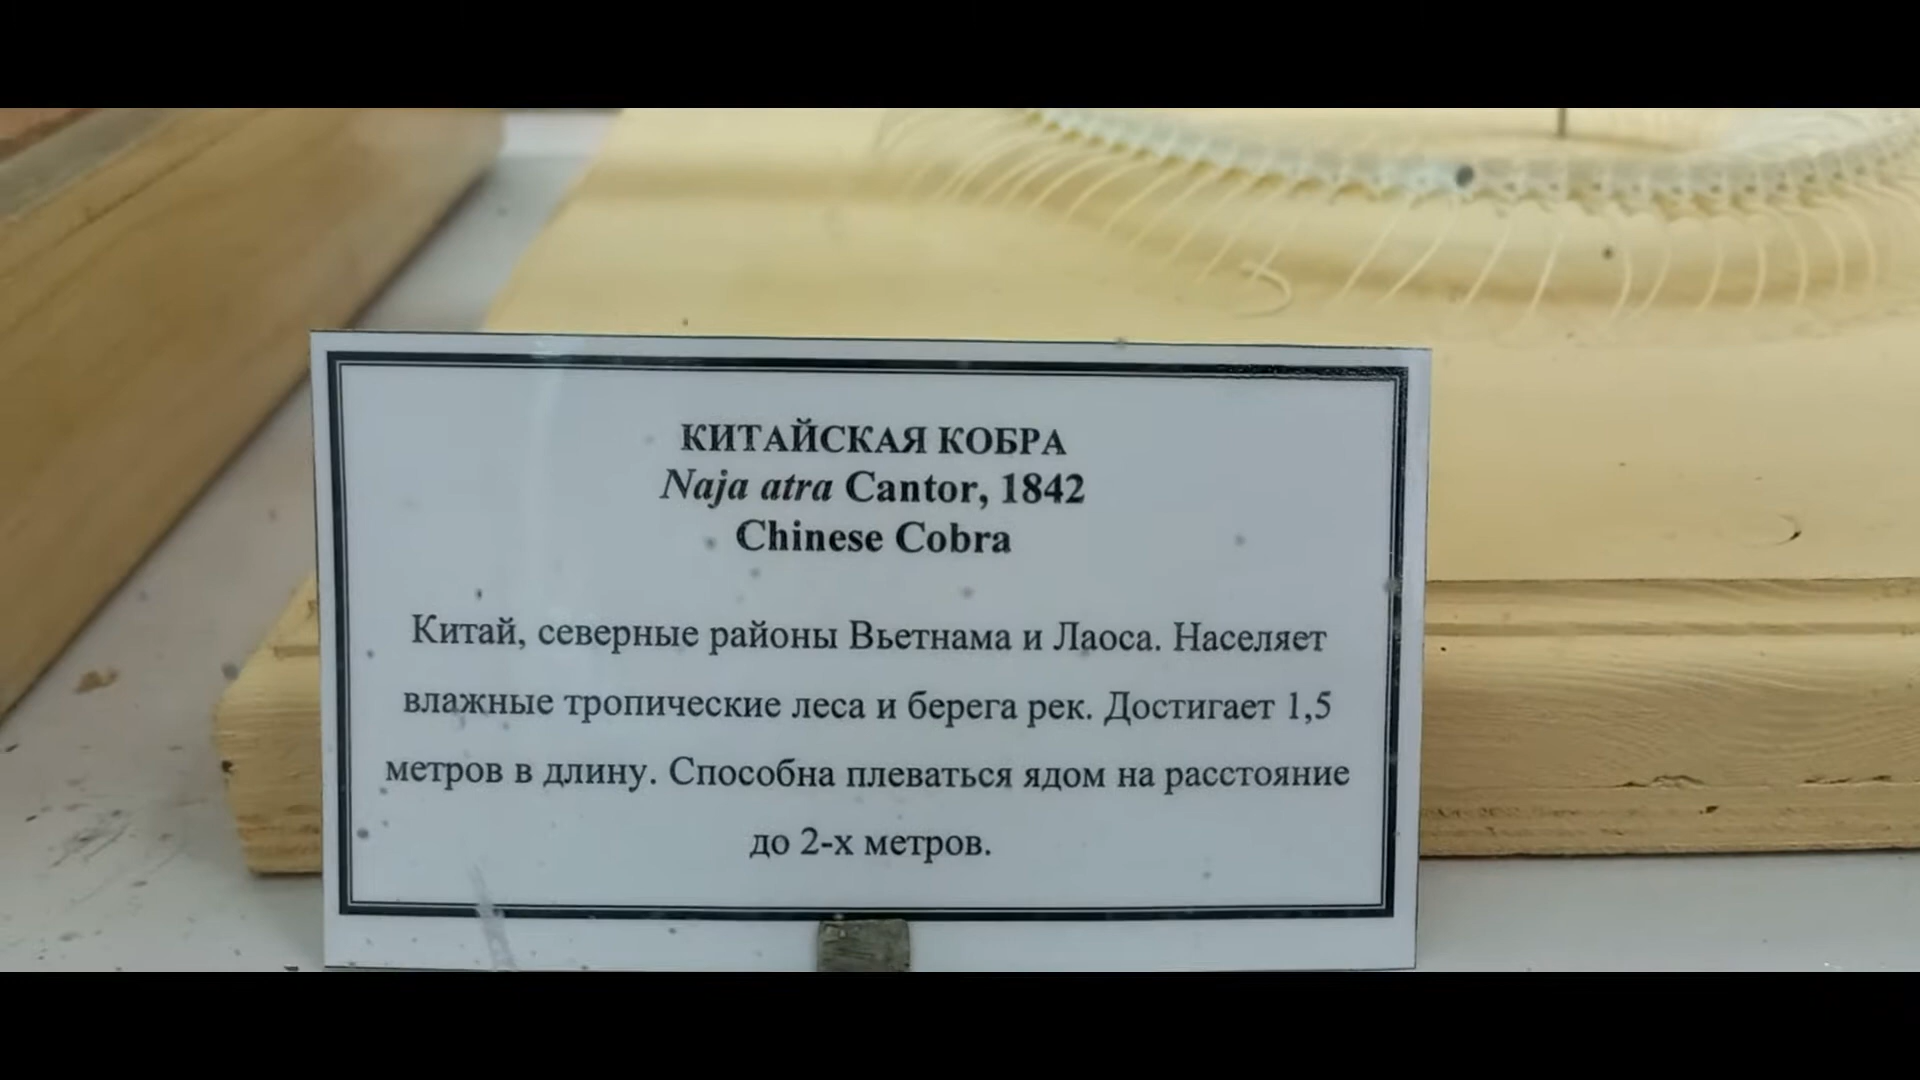 КИТАЙСКАЯ КОБРА
Naja atra Cantor, 1842
Chinese Cobra
Китай, северные районы Вьетнама и Лаоса. Населяет
влажные тропические леса и берега рек. Достигает 1,5
метров в длину. Способна плеваться ядом на расстояние
до 2-х метров.